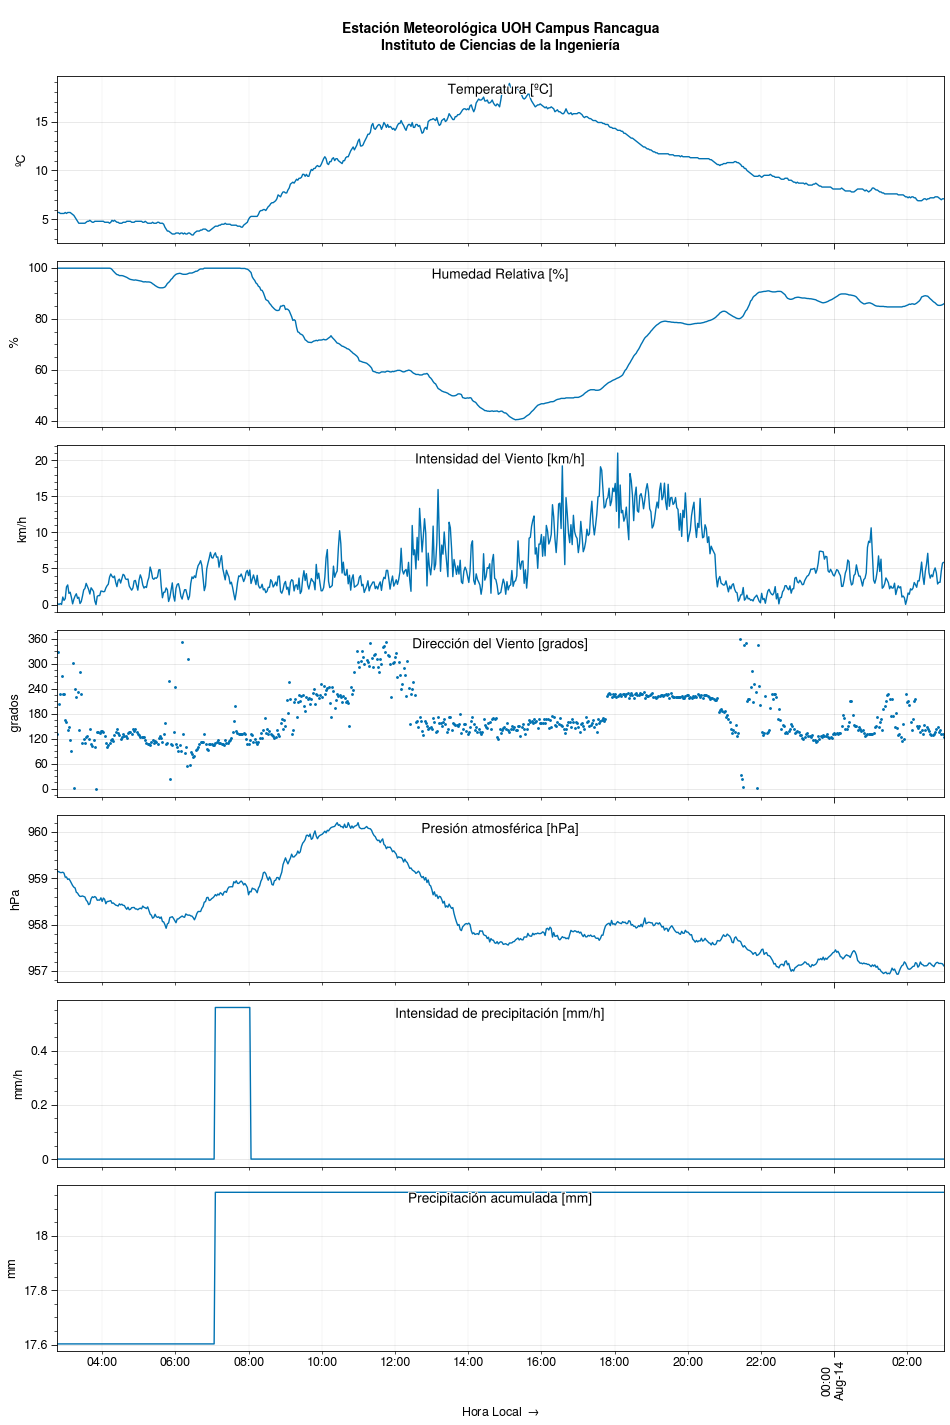 Estación Meteorológica UOH Campus Rancagua
Instituto de Ciencias de la Ingeniería
Temperatura [ºC]
ºC
15
10
5
Humedad Relativa [%]
%
100
80
60
40
Intensidad del Viento [km/h]
km/h
20
15
10
5
0
Dirección del Viento [grados]
grados
360
300
240
180
120
60
0
Presión atmosférica [hPa]
hPa
960
959
958
957
Intensidad de precipitación [mm/h]
mm/h
0.4
0.2
0
Precipitación acumulada [mm]
mm
18
17.8
17.6
04:00 06:00 08:00 10:00 12:00 14:00 16:00 18:00 20:00 22:00 00:00 02:00
Aug-14
Hora Local →